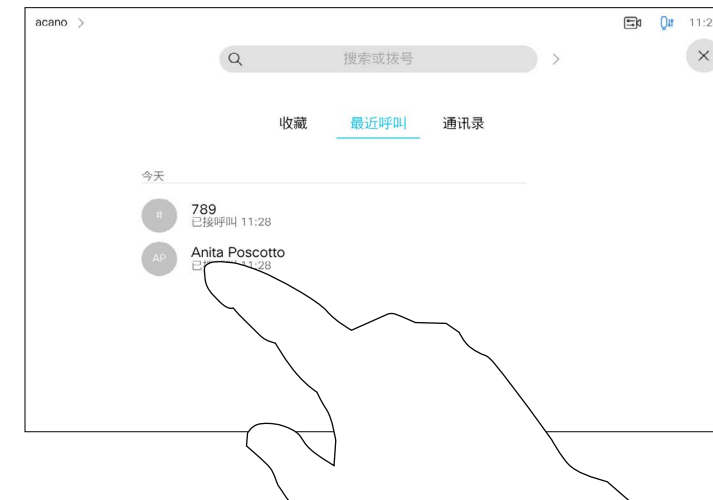 acano >
11:2
搜索或拨号 >
收藏 最近呼叫 通讯录
今天
#
789
已接呼叫 11:28
AP
Anita Poscotto
已 11:28